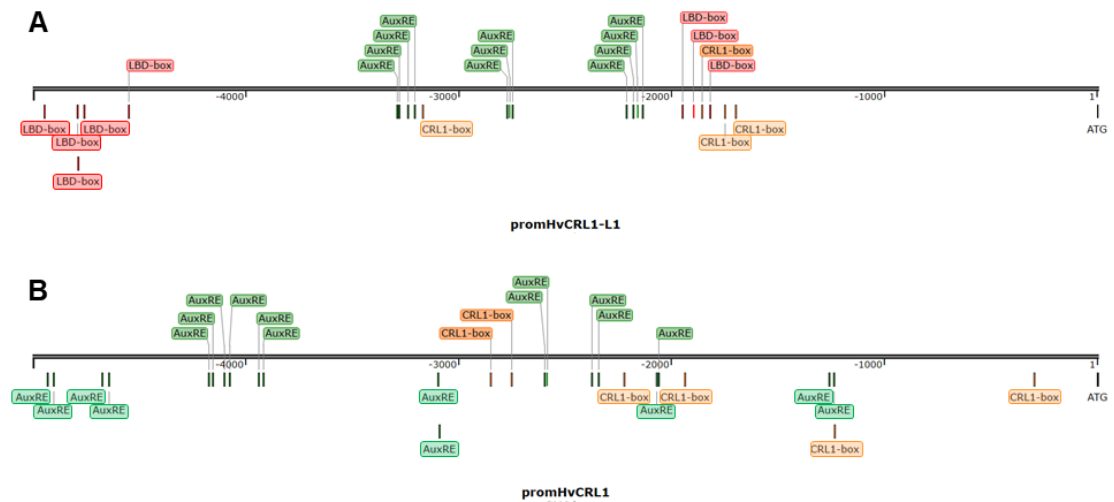 A
AuxRE
AuxRE
AuxRE
AuxRE
AuxRE
AuxRE
AuxRE
AuxRE
AuxRE
AuxRE
AuxRE
LBD-box
LBD-box
CRL1-box
LBD-box
LBD-box
-4000 -3000 -2000 -1000 1
LBD-box LBD-box CRL1-box CRL1-box ATG
LBD-box CRL1-box
LBD-box
promHvCRL1-L1
B
AuxRE
AuxRE AuxRE AuxRE AuxRE
AuxRE AuxRE CRL1-box AuxRE
AuxRE AuxRE CRL1-box AuxRE
-4000 -3000 -2000 -1000 1
AuxRE AuxRE AuxRE CRL1-box CRL1-box AuxRE CRL1-box ATG
AuxRE AuxRE AuxRE AuxRE
AuxRE CRL1-box
promHvCRL1